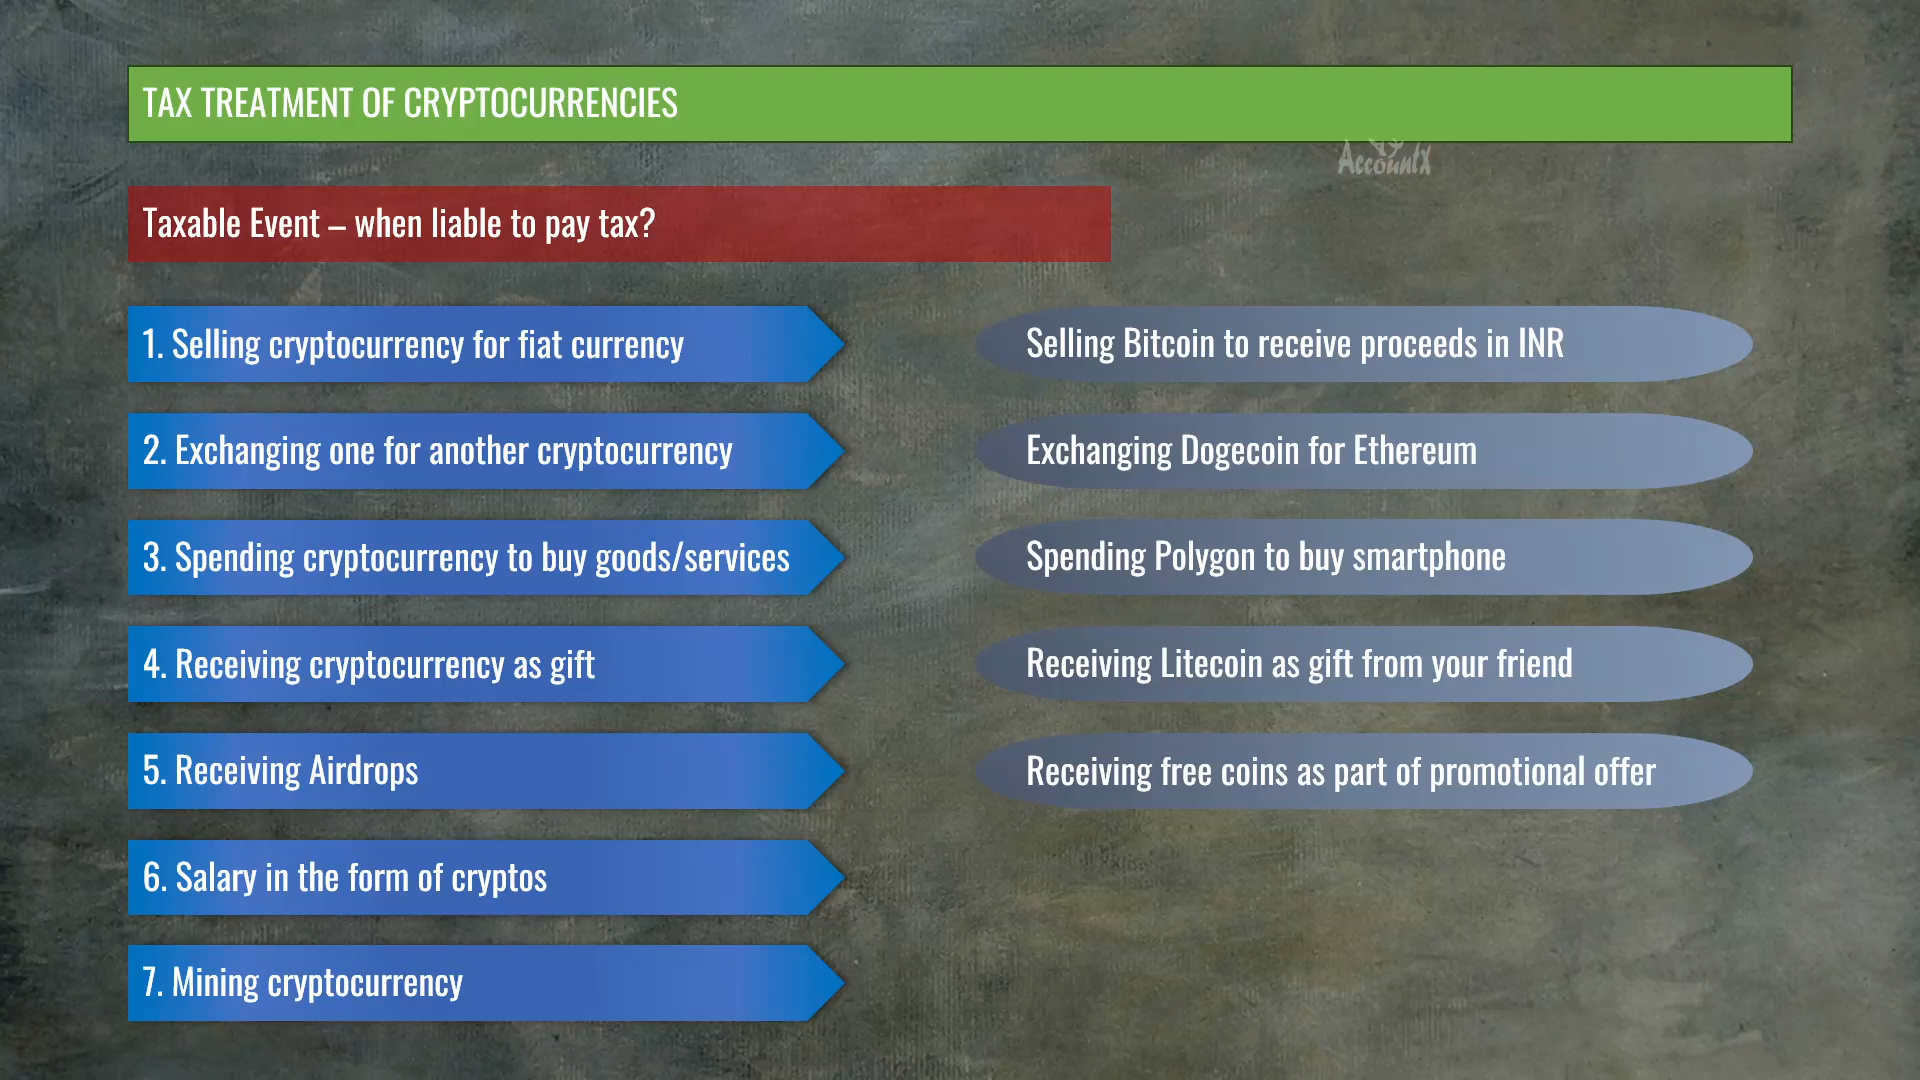 TAX TREATMENT OF CRYPTOCURRENCIES
AccountX
Taxable Event – when liable to pay tax?
1. Selling cryptocurrency for fiat currency
Selling Bitcoin to receive proceeds in INR
2. Exchanging one for another cryptocurrency
Exchanging Dogecoin for Ethereum
3. Spending cryptocurrency to buy goods/services
Spending Polygon to buy smartphone
4. Receiving cryptocurrency as gift
Receiving Litecoin as gift from your friend
5. Receiving Airdrops
Receiving free coins as part of promotional offer
6. Salary in the form of cryptos
7. Mining cryptocurrency